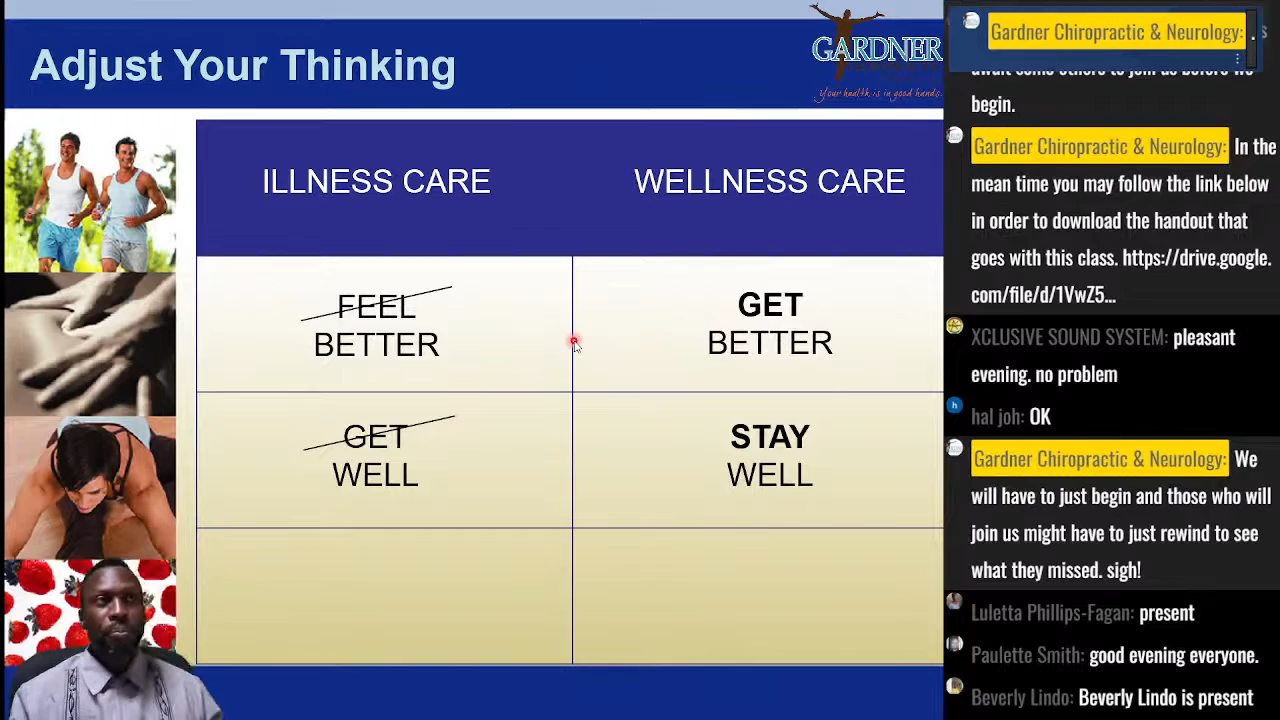 Adjust Your Thinking
GARDNER
Your health is in good hands.
ILLNESS CARE
WELLNESS CARE
FEEL
BETTER
GET
BETTER
GET
WELL
STAY
WELL
Gardner Chiropractic & Neurology: .
begin.
Gardner Chiropractic & Neurology: In the
mean time you may follow the link below
in order to download the handout that
goes with this class. https://drive.google.
com/file/d/1VwZ5...
XCLUSIVE SOUND SYSTEM: pleasant
evening. no problem
h
hal joh: OK
Gardner Chiropractic & Neurology: We
will have to just begin and those who will
join us might have to just rewind to see
what they missed. sigh!
Luletta Phillips-Fagan: present
Paulette Smith: good evening everyone.
Beverly Lindo: Beverly Lindo is present